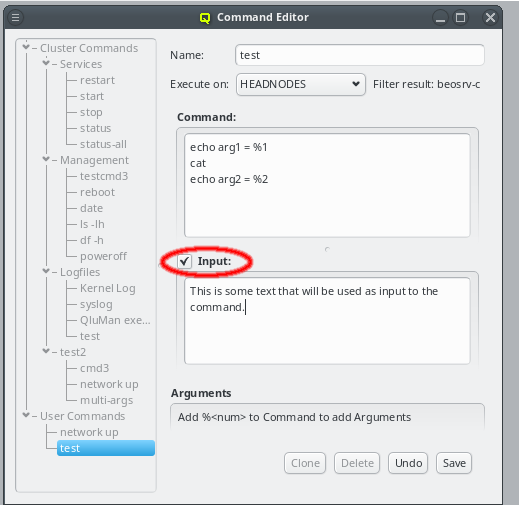 Command Editor
Cluster Commands
Services
restart
start
stop
status
status-all
Management
testcmd3
reboot
date
ls -lh
df -h
poweroff
Logfiles
Kernel Log
syslog
QluMan exe...
test
test2
cmd3
network up
multi-args
User Commands
network up
test
Name: test
Execute on: HEADNODES Filter result: beosrv-c
Command:
echo arg1 = %1
cat
echo arg2 = %2
Input:
This is some text that will be used as input to the
command.
Arguments
Add %<num> to Command to add Arguments
Clone Delete Undo Save